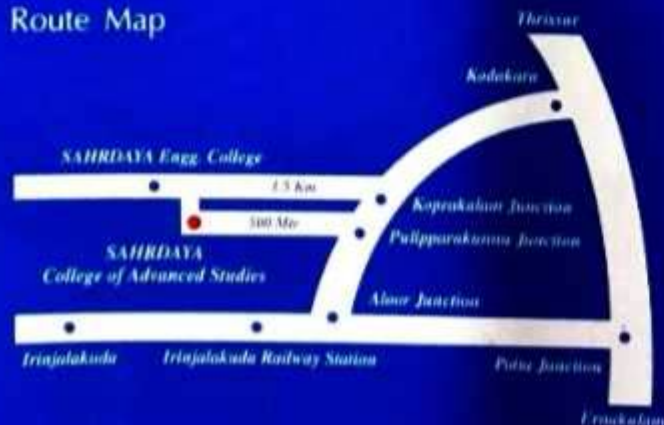 Route Map
Thrissur
Kodakara
SAHRDAYA Engg. College
1.5 Km
Koprakalam Junction
500 Mtr
Pulipparakunnu Junction
SAHRDAYA
College of Advanced Studies
Aloor Junction
Irinjalakuda
Irinjalakuda Railway Station
Potta Junction
Ernakulam